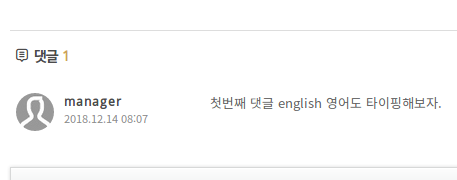 댓글 1
manager
첫번째 댓글 english 영어도 타이핑해보자.
2018.12.14 08:07